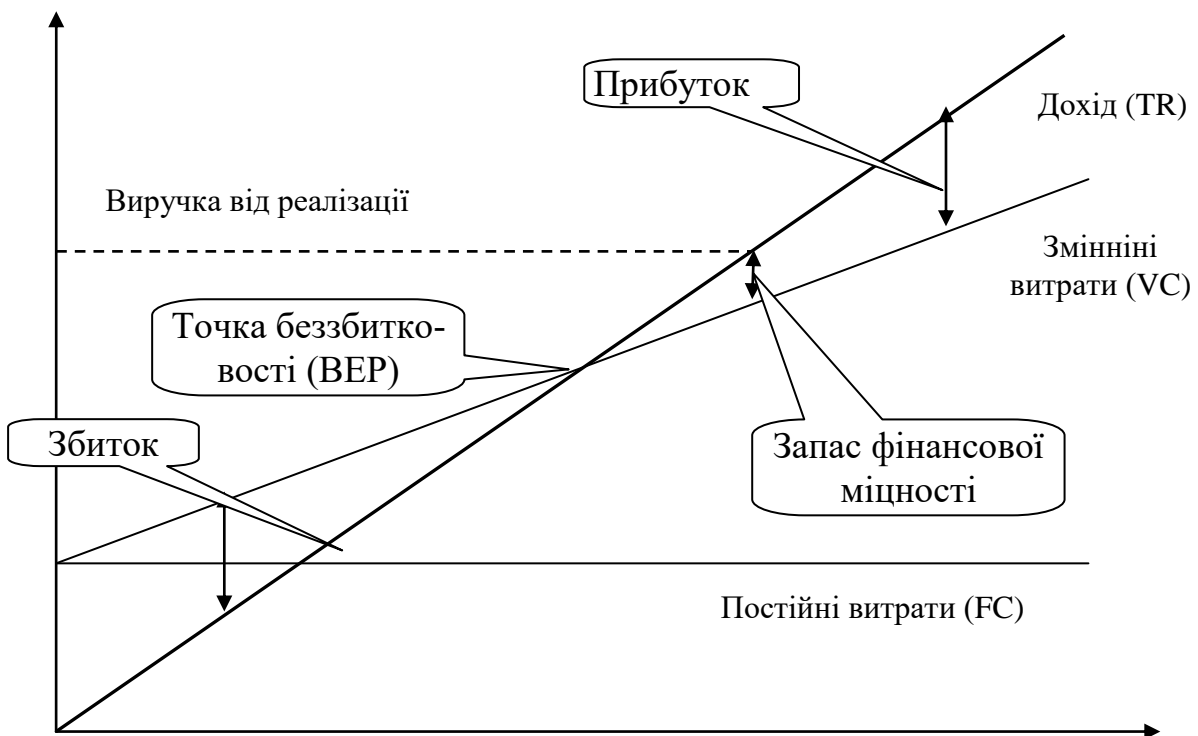 Прибуток
Дохід (TR)
Виручка від реалізації
Змінніні
витрати (VC)
Точка беззбитко-
вості (BEP)
Збиток
Запас фінансової
міцності
Постійні витрати (FC)